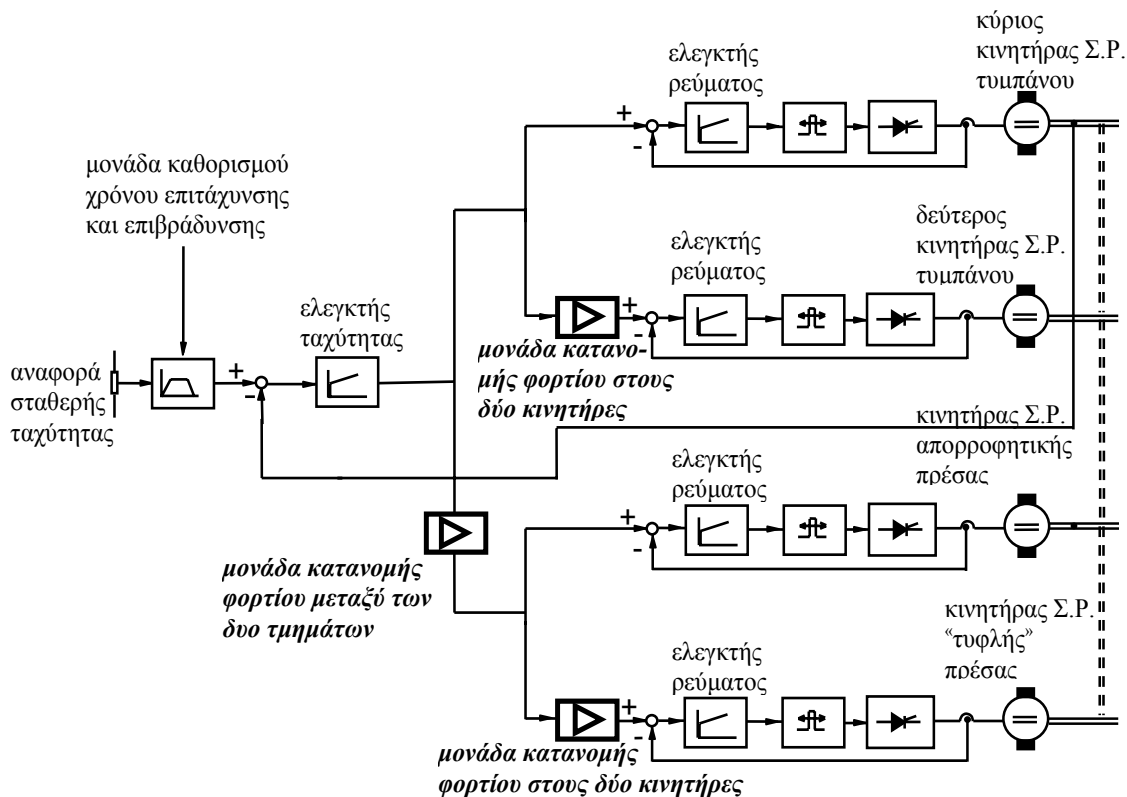 κύριος
κινητήρας Σ.Ρ.
τυμπάνου
ελεγκτής
ρεύματος
+
-
μονάδα καθορισμού
χρόνου επιτάχυνσης
και επιβράδυνσης
δεύτερος
κινητήρας Σ.Ρ.
τυμπάνου
ελεγκτής
ρεύματος
+
-
ελεγκτής
ταχύτητας
μονάδα κατανο-
μής φορτίου στους
δύο κινητήρες
αναφορά
σταθερής
ταχύτητας
+
-
κινητήρας Σ.Ρ.
απορροφητικής
πρέσας
ελεγκτής
ρεύματος
+
-
μονάδα κατανομής
φορτίου μεταξύ των
δυο τμημάτων
κινητήρας Σ.Ρ.
“τυφλής”
πρέσας
ελεγκτής
ρεύματος
+
-
μονάδα κατανομής
φορτίου στους δύο κινητήρες